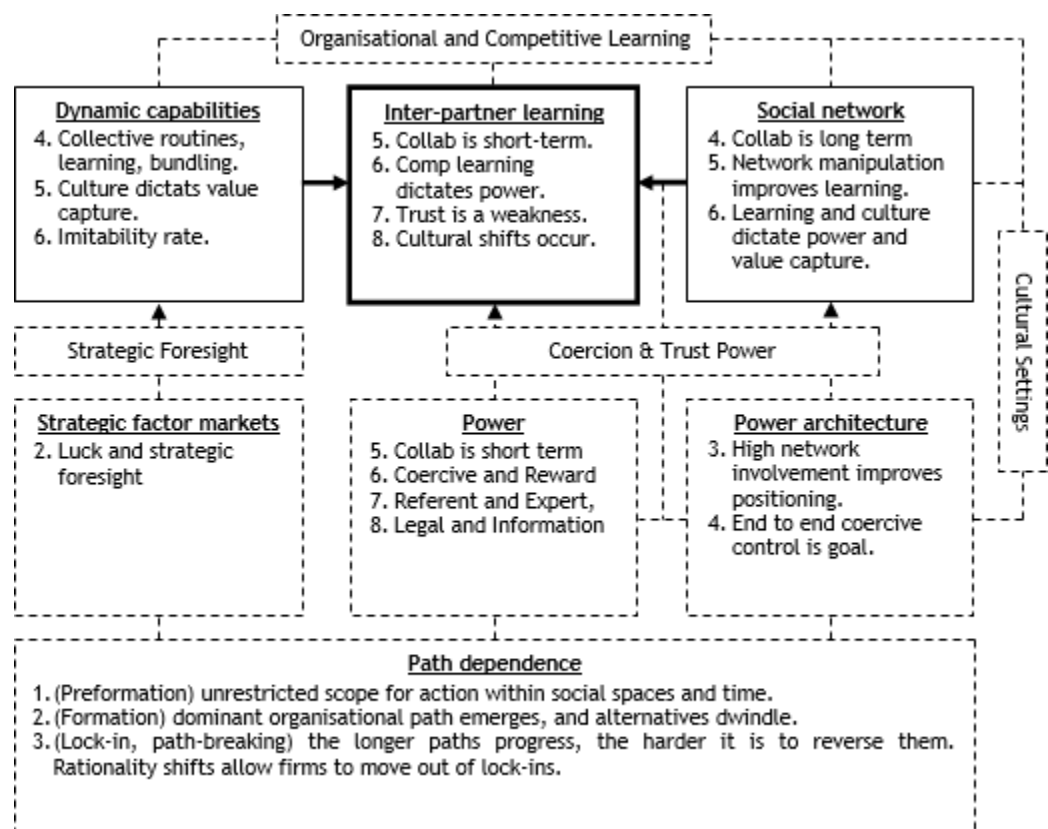 Organisational and Competitive Learning
Dynamic capabilities
4. Collective routines,
learning, bundling.
5. Culture dictats value
capture.
6. Imitability rate.
Inter-partner learning
5. Collab is short-term.
6. Comp learning
dictates power.
7. Trust is a weakness.
8. Cultural shifts occur.
Social network
4. Collab is long term
5. Network manipulation
improves learning.
6. Learning and culture
dictate power and
value capture.
Cultural Settings
Strategic Foresight
Coercion & Trust Power
Strategic factor markets
2. Luck and strategic
foresight
Power
5. Collab is short term
6. Coercive and Reward
7. Referent and Expert,
8. Legal and Information
Power architecture
3. High network
involvement improves
positioning.
4. End to end coercive
control is goal.
Path dependence
1. (Preformation) unrestricted scope for action within social spaces and time.
2. (Formation) dominant organisational path emerges, and alternatives dwindle.
3. (Lock-in, path-breaking) the longer paths progress, the harder it is to reverse them.
Rationality shifts allow firms to move out of lock-ins.